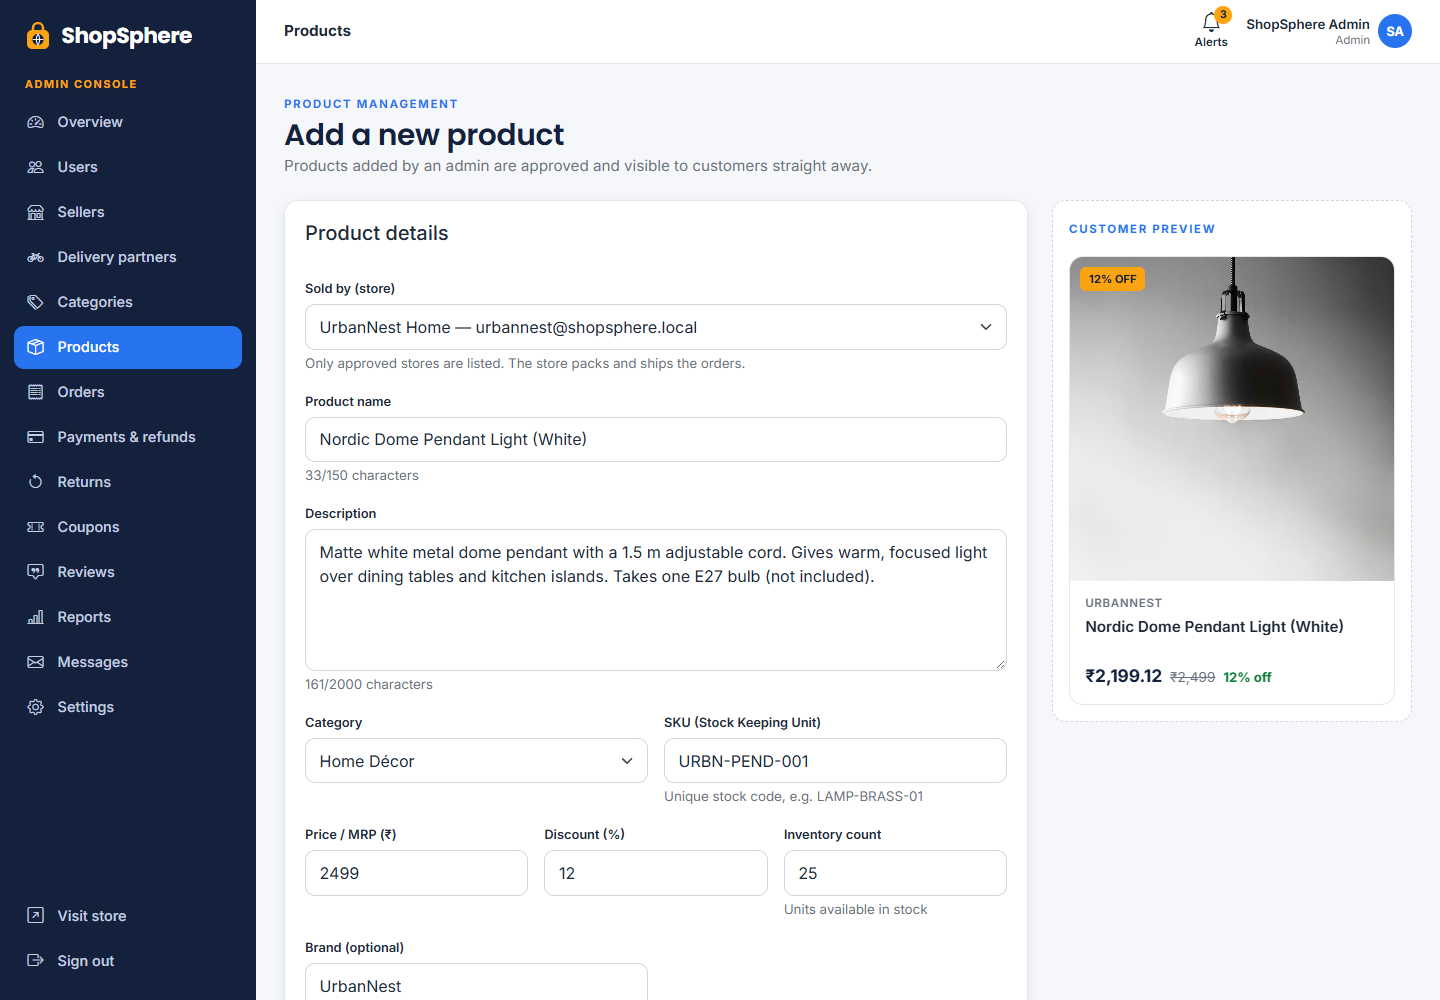 ShopSphere
ADMIN CONSOLE
Overview
Users
Sellers
Delivery partners
Categories
Products
Orders
Payments & refunds
Returns
Coupons
Reviews
Reports
Messages
Settings
Visit store
Sign out
Products
3
Alerts
ShopSphere Admin
Admin
SA
PRODUCT MANAGEMENT
Add a new product
Products added by an admin are approved and visible to customers straight away.
Product details
Sold by (store)
UrbanNest Home — urbannest@shopsphere.local
Only approved stores are listed. The store packs and ships the orders.
Product name
Nordic Dome Pendant Light (White)
33/150 characters
Description
Matte white metal dome pendant with a 1.5 m adjustable cord. Gives warm, focused light
over dining tables and kitchen islands. Takes one E27 bulb (not included).
161/2000 characters
Category
Home Décor
SKU (Stock Keeping Unit)
URBN-PEND-001
Unique stock code, e.g. LAMP-BRASS-01
Price / MRP (₹)
2499
Discount (%)
12
Inventory count
25
Units available in stock
Brand (optional)
UrbanNest
CUSTOMER PREVIEW
12% OFF
URBANNEST
Nordic Dome Pendant Light (White)
₹2,199.12 ₹2,499 12% off